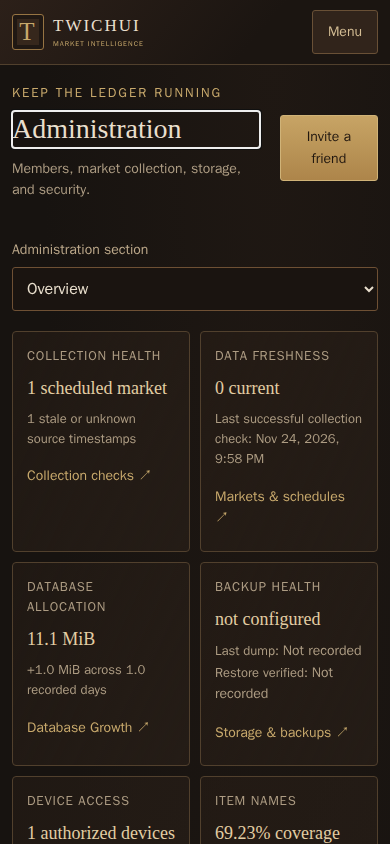 T
TWICHUI
MARKET INTELLIGENCE
Menu
KEEP THE LEDGER RUNNING
Administration
Members, market collection, storage,
and security.
Invite a
friend
Administration section
Overview
COLLECTION HEALTH
1 scheduled market
1 stale or unknown
source timestamps
Collection checks ↗
DATA FRESHNESS
0 current
Last successful collection
check: Nov 24, 2026,
9:58 PM
Markets & schedules
↗
DATABASE
ALLOCATION
11.1 MiB
+1.0 MiB across 1.0
recorded days
Database Growth ↗
BACKUP HEALTH
not configured
Last dump: Not recorded
Restore verified: Not
recorded
Storage & backups ↗
DEVICE ACCESS
1 authorized devices
ITEM NAMES
69.23% coverage